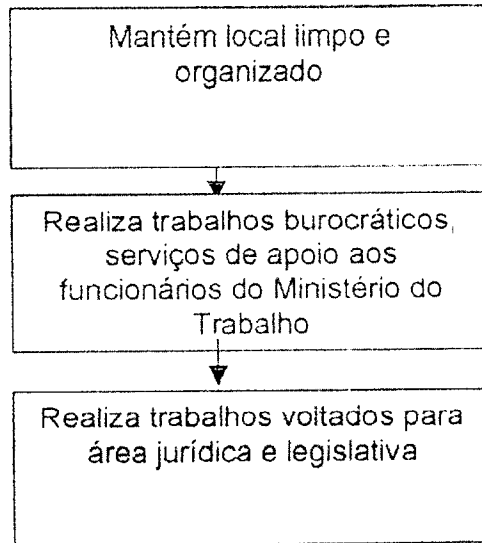 Mantém local limpo e
organizado
Realiza trabalhos burocráticos,
serviços de apoio aos
funcionários do Ministério do
Trabalho
Realiza trabalhos voltados para
área jurídica e legislativa